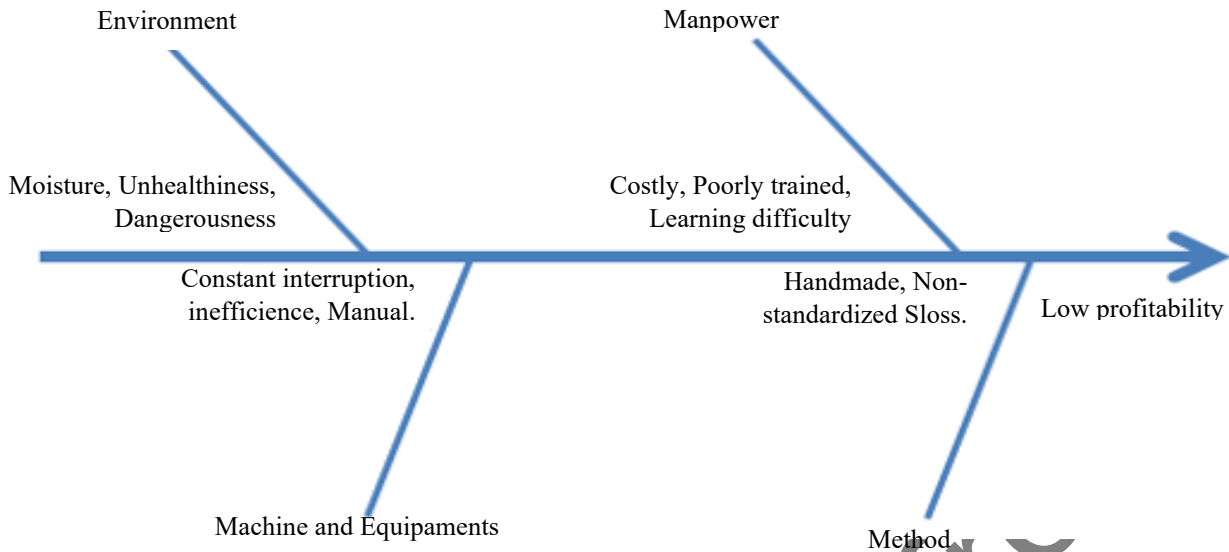 Environment
Manpower
Moisture, Unhealthiness,
Dangerousness
Costly, Poorly trained,
Learning difficulty
Constant interruption,
inefficience, Manual.
Handmade, Non-
standardized Sloss.
Low profitability
Machine and Equipaments
Method